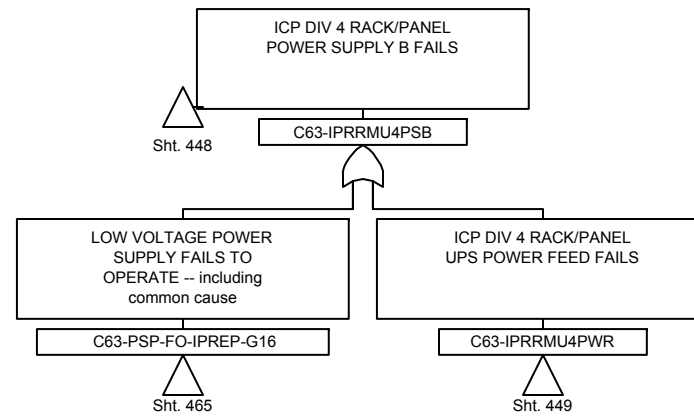 ICP DIV 4 RACK/PANEL
POWER SUPPLY B FAILS
Sht. 448
C63-IPRRMU4PSB
LOW VOLTAGE POWER
SUPPLY FAILS TO
OPERATE -- including
common cause
C63-PSP-FO-IPREP-G16
Sht. 465
ICP DIV 4 RACK/PANEL
UPS POWER FEED FAILS
C63-IPRRMU4PWR
Sht. 449